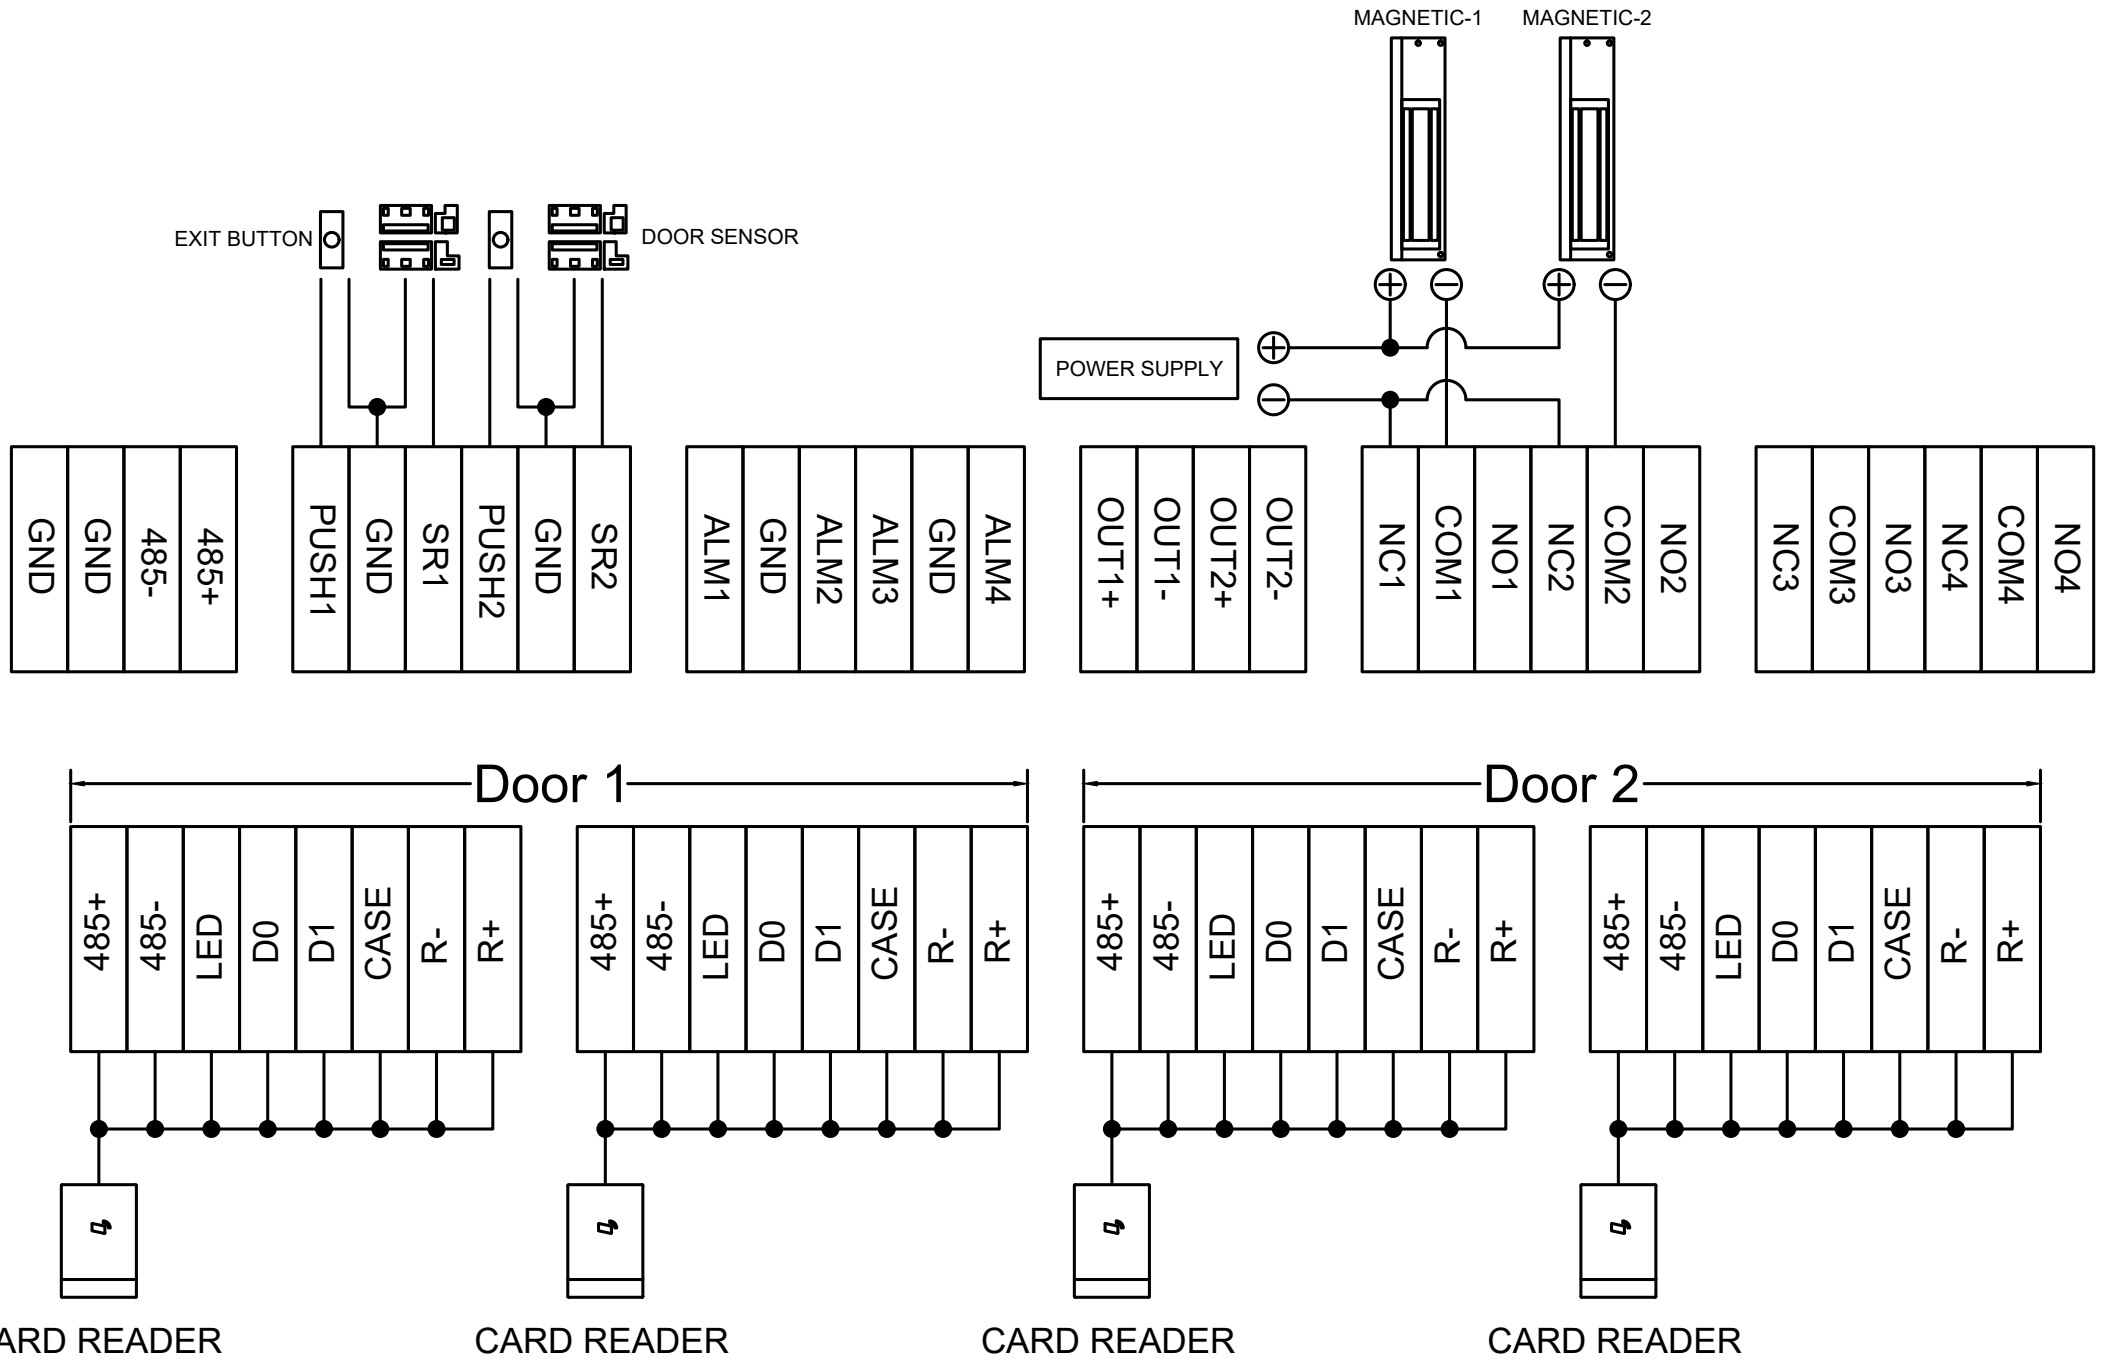 MAGNETIC-1 MAGNETIC-2
EXIT BUTTON
DOOR SENSOR
POWER SUPPLY
GND GND 485- 485+
PUSH1 GND SR1 PUSH2 GND SR2
ALM1 GND ALM2 ALM3 GND ALM4
OUT1+ OUT1- OUT2+ OUT2-
NC1 COM1 NO1 NC2 COM2 NO2
NC3 COM3 NO3 NC4 COM4 NO4
Door 1
Door 2
485+ 485- LED D0 D1 CASE R- R+
485+ 485- LED D0 D1 CASE R- R+
485+ 485- LED D0 D1 CASE R- R+
485+ 485- LED D0 D1 CASE R- R+
ARD READER
CARD READER
CARD READER
CARD READER